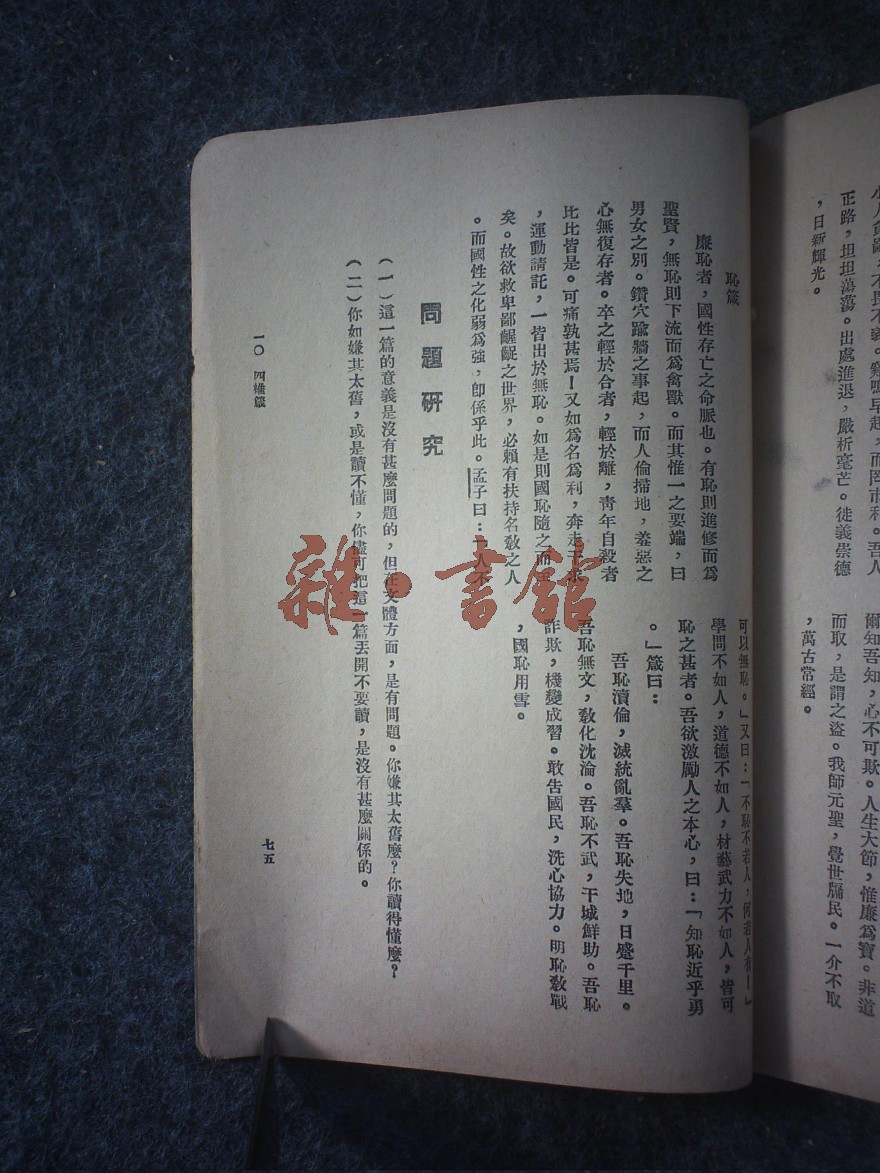 正路，坦坦蕩蕩。出處進退，嚴析毫芒。徙義崇德
，日新輝光。
爾知吾知，心不可欺。人生大節，惟廉爲寶。非道
而取，是謂之盜。我師元聖，覺世牖民。一介不取
，萬古常經。
恥箴
廉恥者，國性存亡之命脈也。有恥則進修而爲
聖賢，無恥則下流而爲禽獸。而其惟一之要端，曰
男女之別。鑽穴踰牆之事起，而人倫掃地，羞惡之
心無復存者。卒之輕於合者，輕於離，青年自殺者
比比皆是。可痛孰甚焉！又如爲名爲利，奔走干求
，運動請託，一皆出於無恥。如是則國恥隨之而
矣。故欲救卑鄙齷齪之世界，必賴有扶持名敎之人
。而國性之化弱爲強，卽係乎此。孟子曰：「人不
可以無恥。」又曰：「不恥不若人，何若人有！」
學問不如人，道德不如人，材藝武力不如人，皆可
恥之甚者。吾欲激勵人之本心，曰：「知恥近乎勇
。」箴曰：
吾恥瀆倫，滅統亂羣。吾恥失地，日蹙千里。
吾恥無文，敎化沈淪。吾恥不武，干城鮮助。吾恥
詐欺，機變成習。敢告國民，洗心協力。明恥敎戰
，國恥用雪。
問題研究
（一）這一篇的意義是沒有甚麼問題的，但在文體方面，是有問題。你嫌其太舊麼？你讀得懂麼？
（二）你如嫌其太舊，或是讀不懂，你儘可把這一篇丟開不要讀，是沒有甚麼關係的。
一〇 四維箴
七五
雜·書館